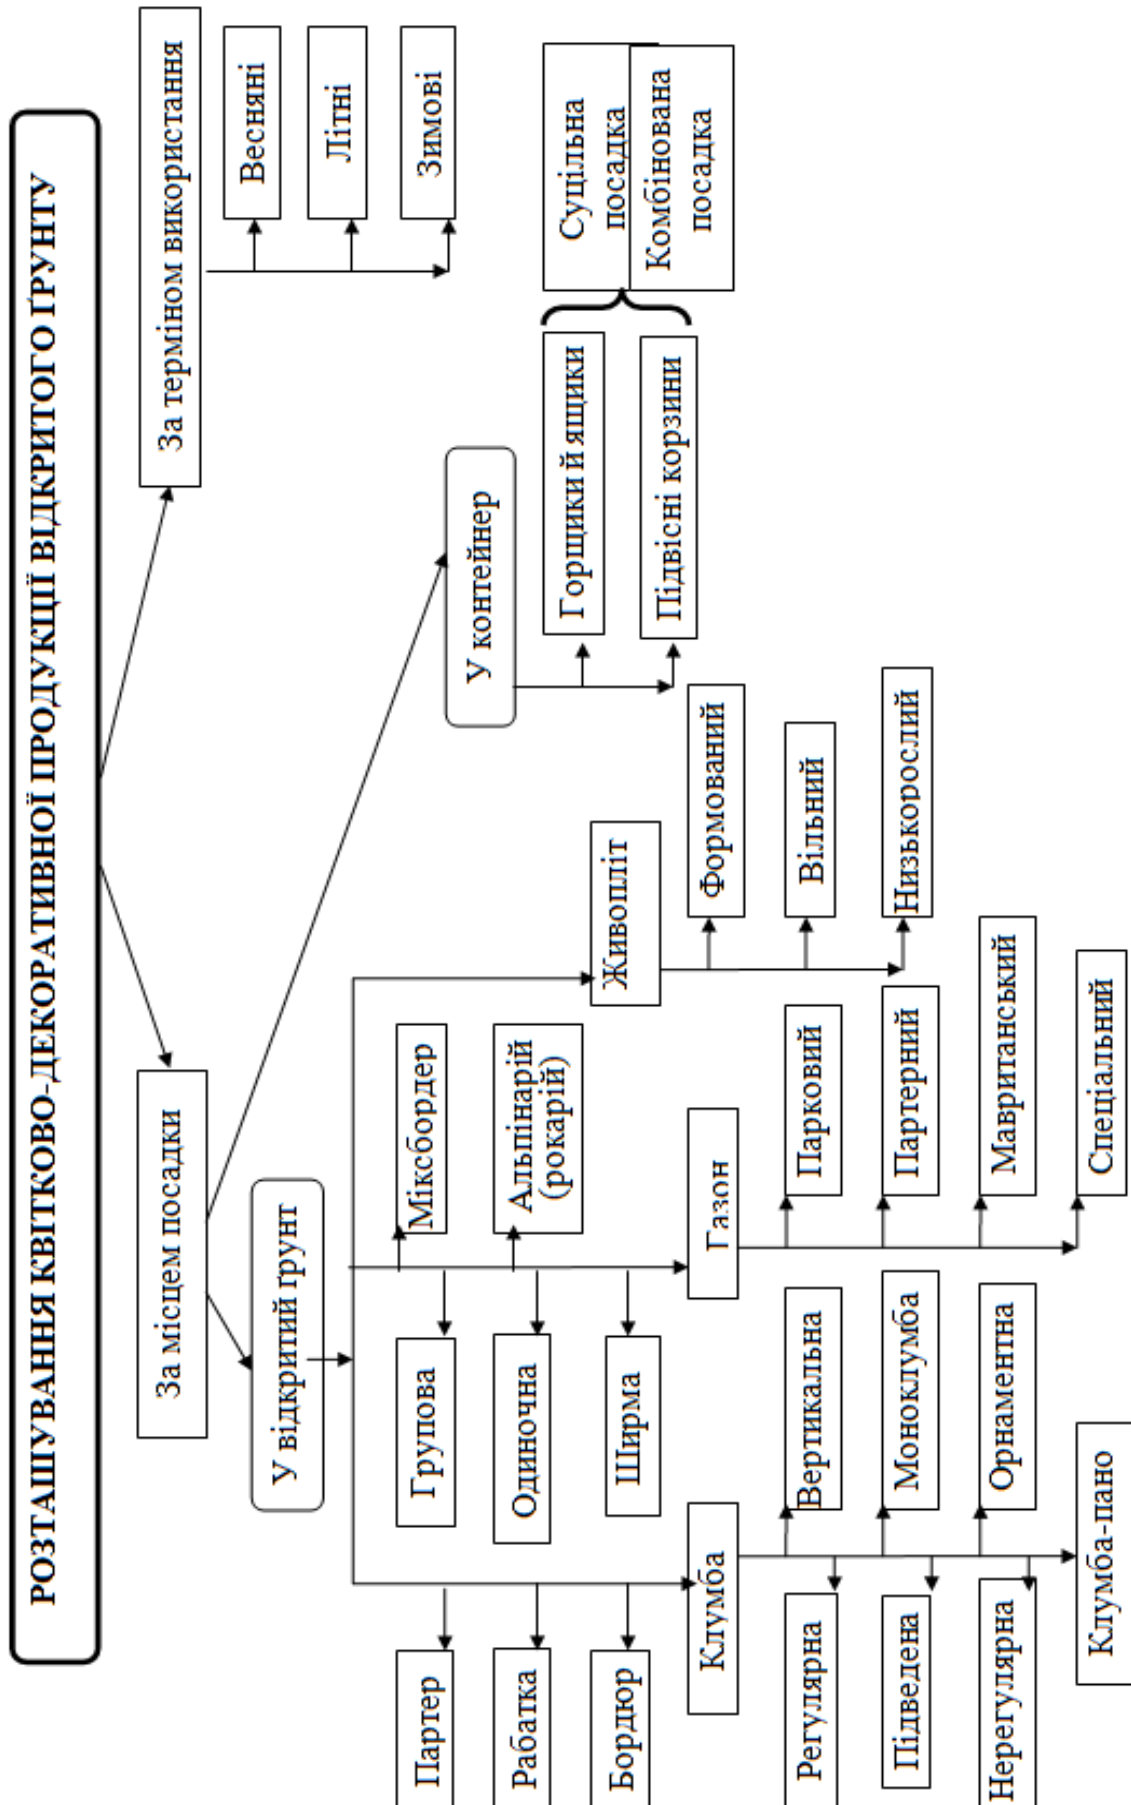 РОЗТАШУВАННЯ КВІТКОВО-ДЕКОРАТИВНОЇ ПРОДУКЦІЇ ВІДКРИТОГО ҐРУНТУ
За місцем посадки
За терміном використання
Весняні
Літні
Зимові
У відкритий ґрунт
У контейнер
Горщики й ящики
Підвісні корзини
Суцільна
посадка
Комбінована
посадка
Партер
Групова
Міксбордер
Рабатка
Одиночна
Альпінарій
(рокарій)
Бордюр
Ширма
Живопліт
Клумба
Газон
Формований
Вільний
Низькорослий
Регулярна
Вертикальна
Парковий
Підведена
Моноклумба
Партерний
Нерегулярна
Орнаментна
Мавританський
Клумба-пано
Спеціальний